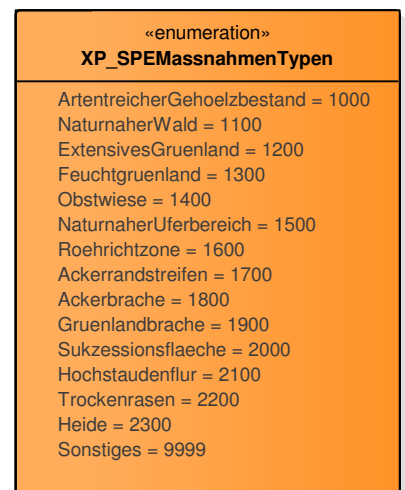 «enumeration»
XP_SPEMassnahmenTypen
ArtentreicherGehoelzbestand = 1000
NaturnaherWald = 1100
ExtensivesGruenland = 1200
Feuchtgruenland = 1300
Obstwiese = 1400
NaturnaherUferbereich = 1500
Roehrichtzone = 1600
Ackerrandstreifen = 1700
Ackerbrache = 1800
Gruenlandbrache = 1900
Sukzessionsflaeche = 2000
Hochstaudenflur = 2100
Trockenrasen = 2200
Heide = 2300
Sonstiges = 9999